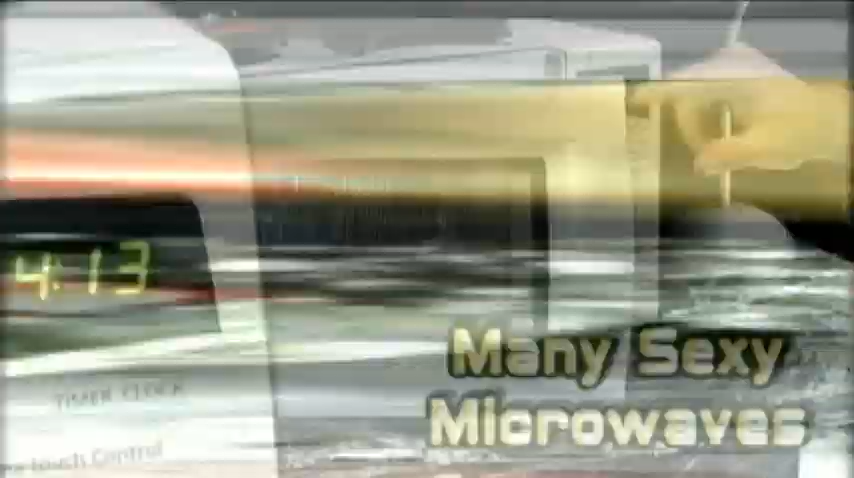 4:13
TIMER CLOCK
Touch Control
Many Sexy
Microwaves